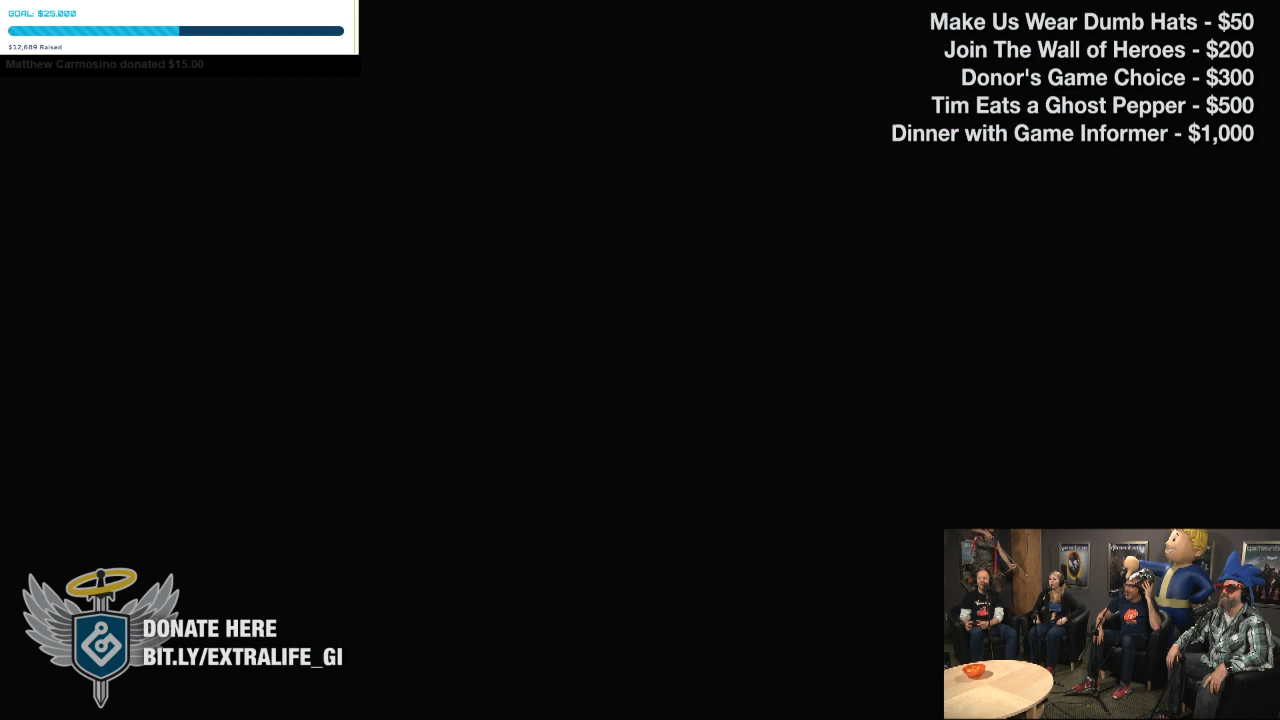 GOAL: $25,000
$12,689 Raised
Matthew Carmosino donated $15.00
Make Us Wear Dumb Hats - $50
Join The Wall of Heroes - $200
Donor's Game Choice - $300
Tim Eats a Ghost Pepper - $500
Dinner with Game Informer - $1,000
DONATE HERE
BIT.LY/EXTRALIFE_GI